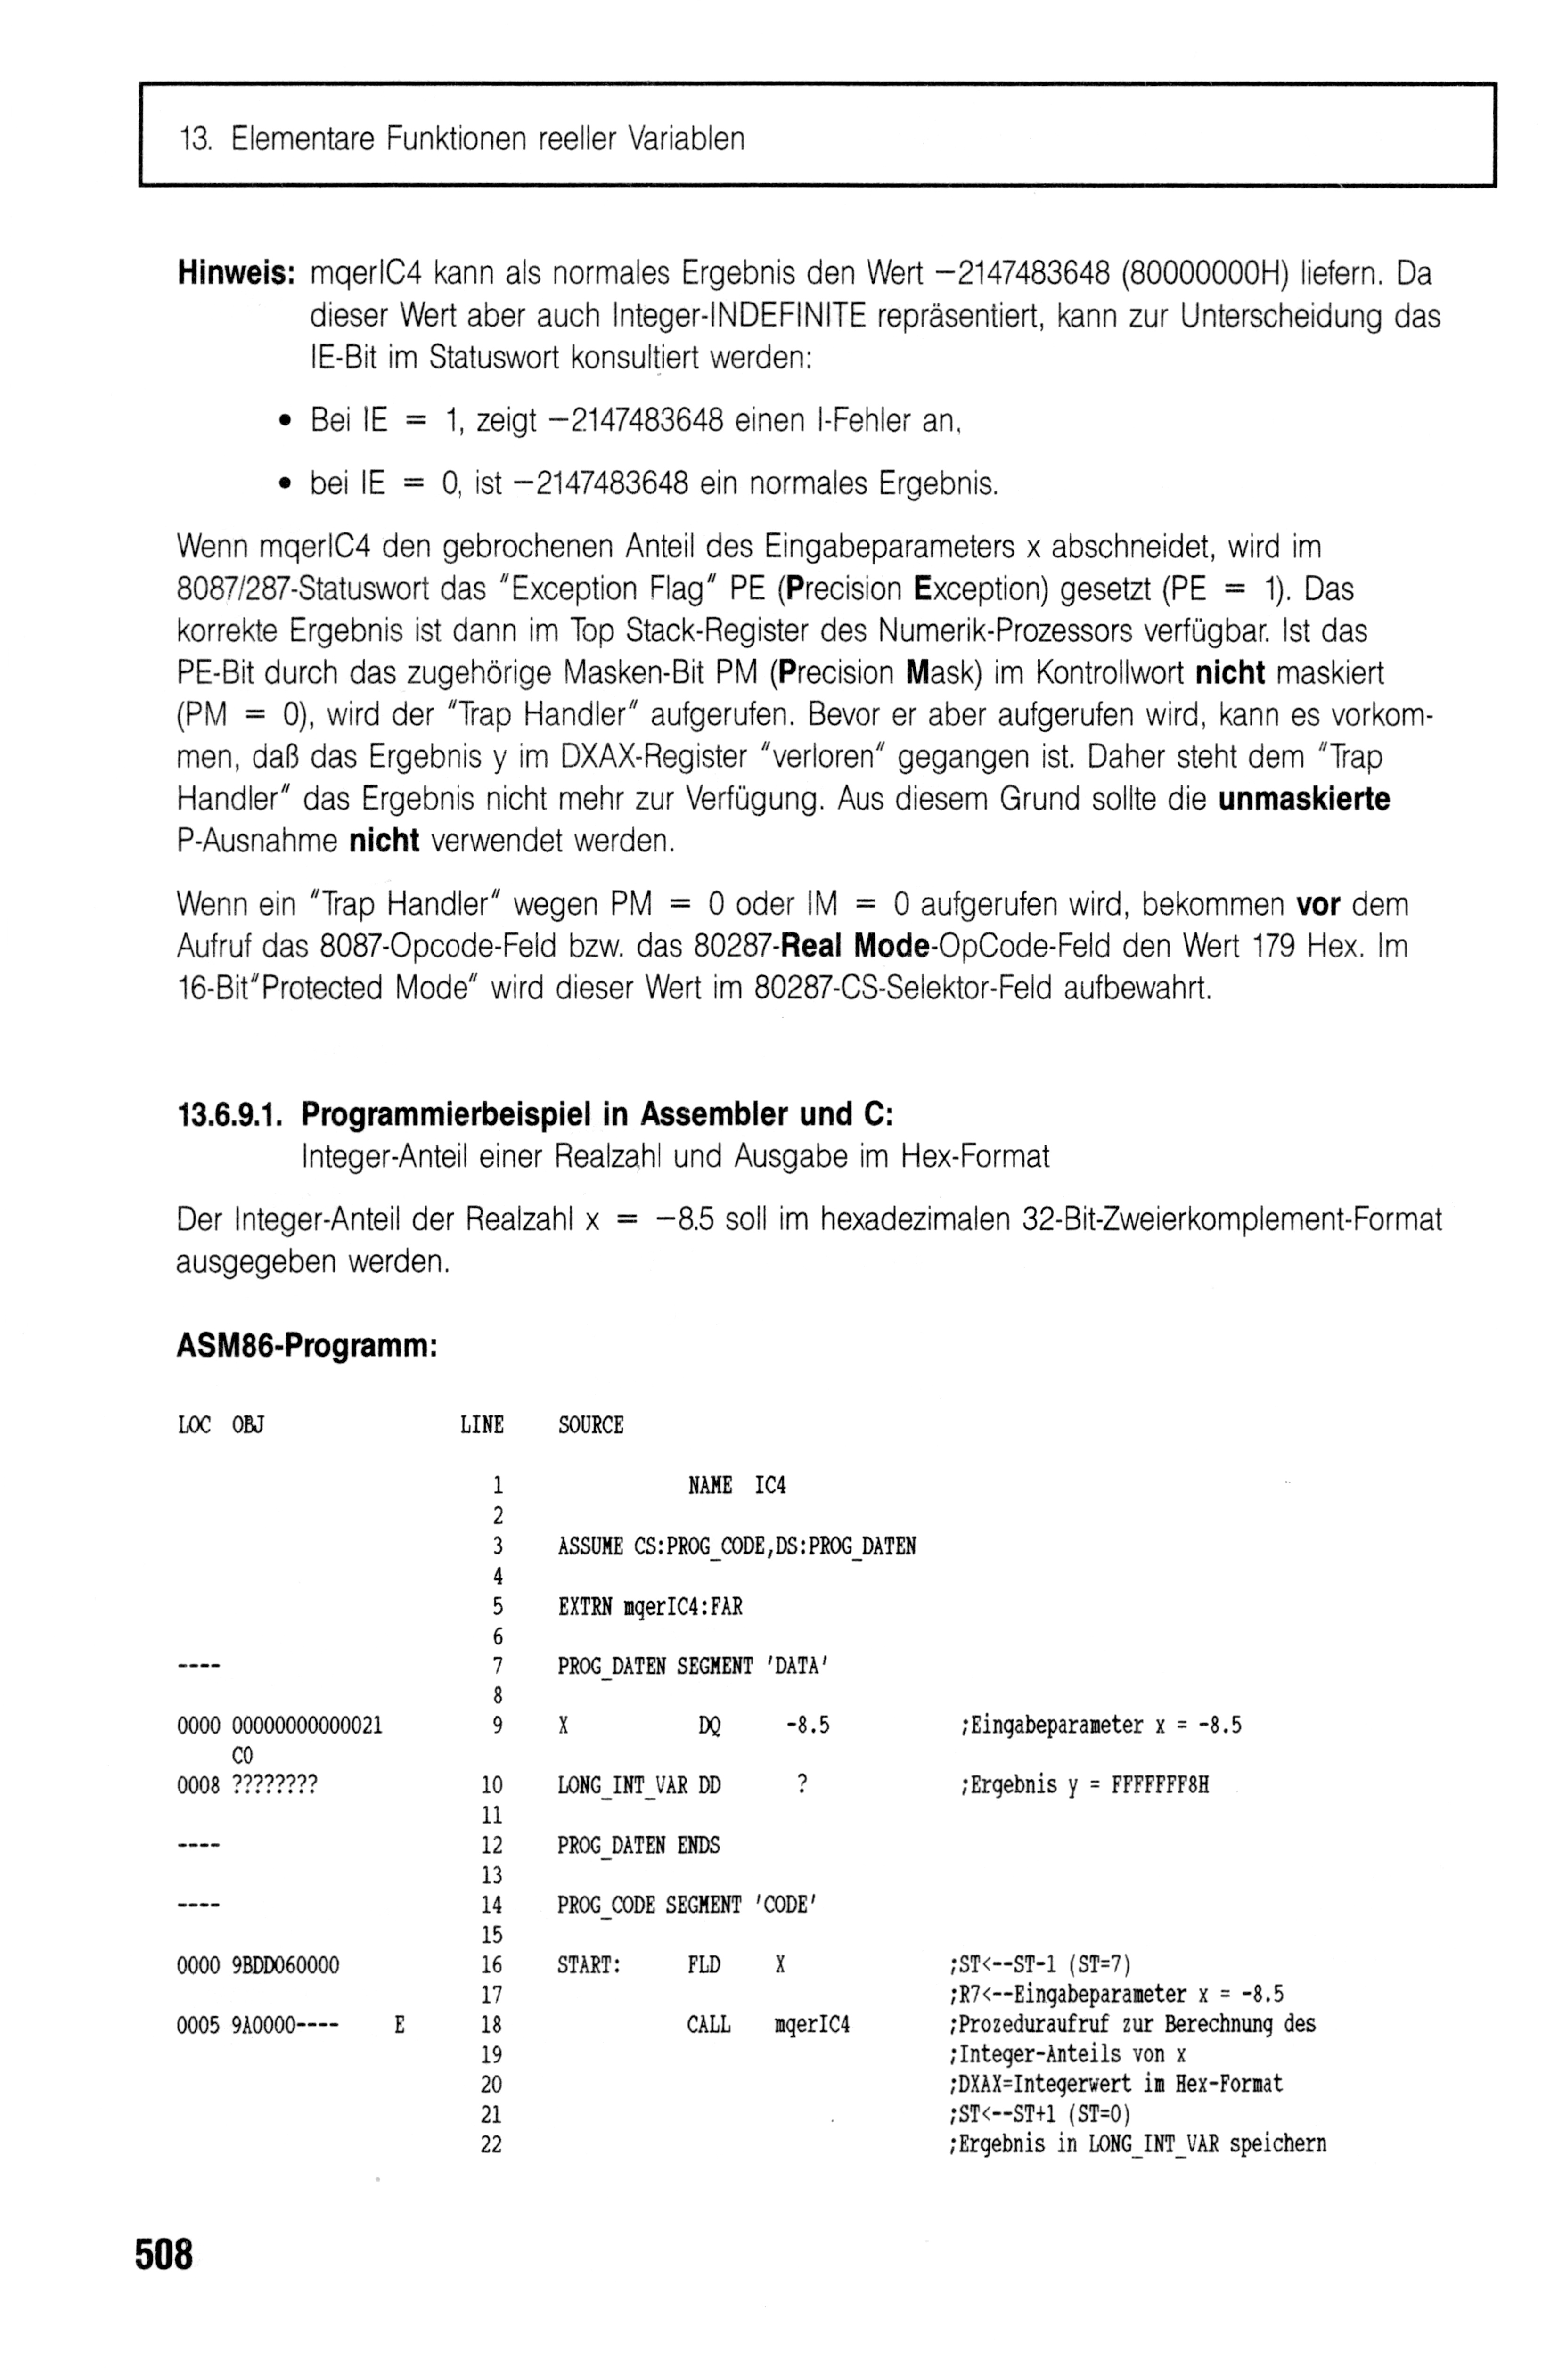 13. Elementare Funktionen reeller Variablen
Hinweis: mqerIC4 kann als normales Ergebnis den Wert −2147483648 (80000000H) liefern. Da
dieser Wert aber auch Integer-INDEFINITE repräsentiert, kann zur Unterscheidung das
IE-Bit im Statuswort konsultiert werden:
• Bei IE = 1, zeigt −2147483648 einen I-Fehler an,
• bei IE = 0, ist −2147483648 ein normales Ergebnis.
Wenn mqerIC4 den gebrochenen Anteil des Eingabeparameters x abschneidet, wird im
8087/287-Statuswort das "Exception Flag" PE (Precision Exception) gesetzt (PE = 1). Das
korrekte Ergebnis ist dann im Top Stack-Register des Numerik-Prozessors verfügbar. Ist das
PE-Bit durch das zugehörige Masken-Bit PM (Precision Mask) im Kontrollwort nicht maskiert
(PM = 0), wird der "Trap Handler" aufgerufen. Bevor er aber aufgerufen wird, kann es vorkom-
men, daß das Ergebnis y im DXAX-Register "verloren" gegangen ist. Daher steht dem "Trap
Handler" das Ergebnis nicht mehr zur Verfügung. Aus diesem Grund sollte die unmaskierte
P-Ausnahme nicht verwendet werden.
Wenn ein "Trap Handler" wegen PM = 0 oder IM = 0 aufgerufen wird, bekommen vor dem
Aufruf das 8087-Opcode-Feld bzw. das 80287-Real Mode-OpCode-Feld den Wert 179 Hex. Im
16-Bit"Protected Mode" wird dieser Wert im 80287-CS-Selektor-Feld aufbewahrt.
13.6.9.1. Programmierbeispiel in Assembler und C:
Integer-Anteil einer Realzahl und Ausgabe im Hex-Format
Der Integer-Anteil der Realzahl x = −8.5 soll im hexadezimalen 32-Bit-Zweierkomplement-Format
ausgegeben werden.
ASM86-Programm:
LOC OBJ LINE SOURCE
1 NAME IC4
2
3 ASSUME CS:PROG_CODE,DS:PROG_DATEN
4
5 EXTRN mqerIC4:FAR
6
---- 7 PROG_DATEN SEGMENT 'DATA'
8
0000 00000000000021 9 X DQ -8.5 ;Eingabeparameter x = -8.5
C0
0008 ???????? 10 LONG_INT_VAR DD ? ;Ergebnis y = FFFFFFF8H
11
---- 12 PROG_DATEN ENDS
13
---- 14 PROG_CODE SEGMENT 'CODE'
15
0000 9BDD060000 16 START: FLD X ;ST<--ST-1 (ST=7)
17 ;R7<--Eingabeparameter x = -8.5
0005 9A0000---- E 18 CALL mqerIC4 ;Prozeduraufruf zur Berechnung des
19 ;Integer-Anteils von x
20 ;DXAX=Integerwert im Hex-Format
21 ;ST<--ST+1 (ST=0)
22 ;Ergebnis in LONG_INT_VAR speichern
508